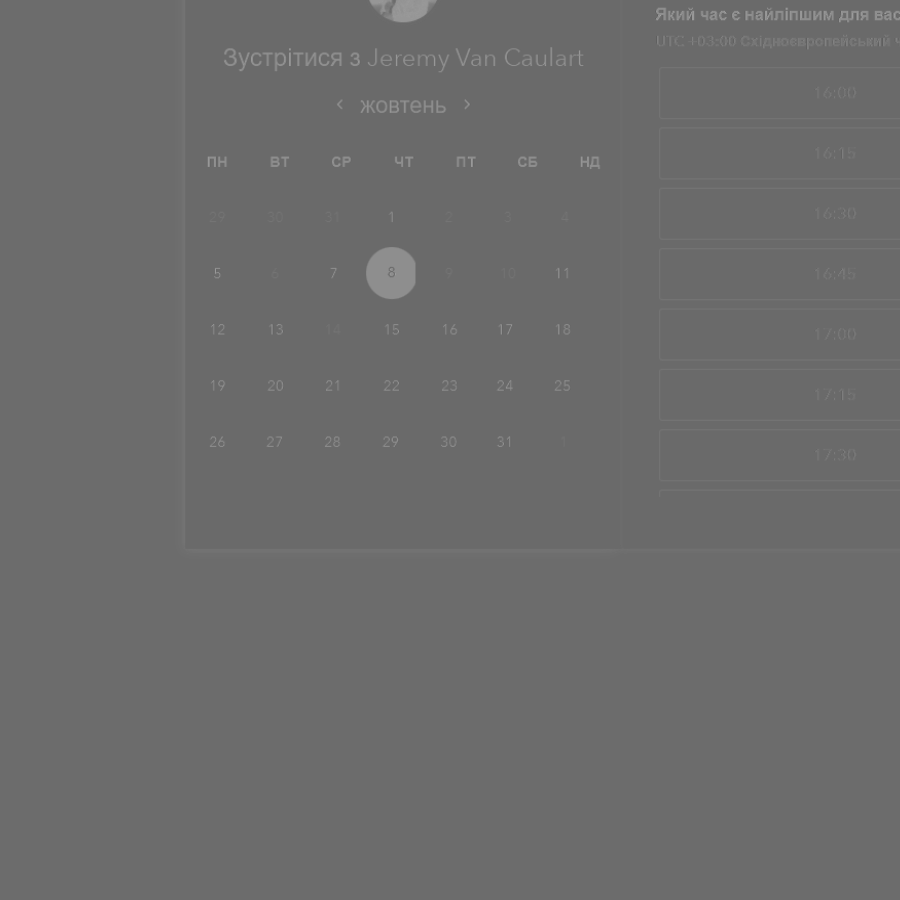 Зустрітися з Jeremy Van Caulart
жовтень
ПН ВТ СР ЧТ ПТ СБ НД
29 30 31 1 2 3 4
5 6 7 8 9 10 11
12 13 14 15 16 17 18
19 20 21 22 23 24 25
26 27 28 29 30 31 1
Який час є найліпшим для вас
UTC +03:00 Східноєвропейський
16:00
16:15
16:30
16:45
17:00
17:15
17:30